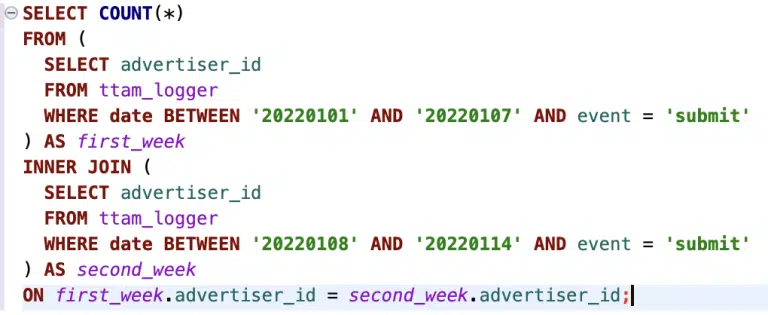 SELECT COUNT(*)
FROM (
  SELECT advertiser_id
  FROM ttam_logger
  WHERE date BETWEEN '20220101' AND '20220107' AND event = 'submit'
) AS first_week
INNER JOIN (
  SELECT advertiser_id
  FROM ttam_logger
  WHERE date BETWEEN '20220108' AND '20220114' AND event = 'submit'
) AS second_week
ON first_week.advertiser_id = second_week.advertiser_id;